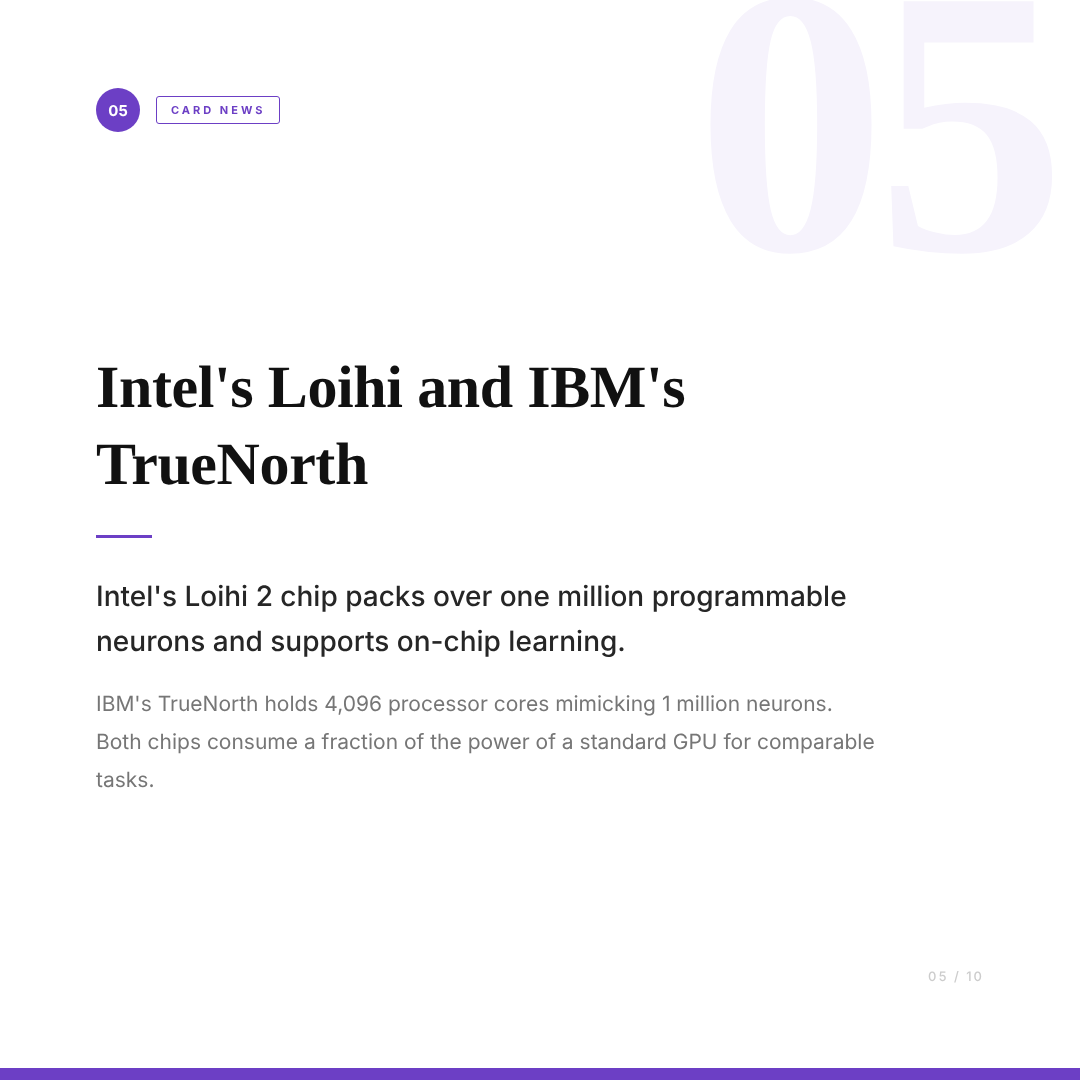 05
05
CARD NEWS
Intel's Loihi and IBM's
TrueNorth
Intel's Loihi 2 chip packs over one million programmable
neurons and supports on-chip learning.
IBM's TrueNorth holds 4,096 processor cores mimicking 1 million neurons.
Both chips consume a fraction of the power of a standard GPU for comparable
tasks.
05 / 10